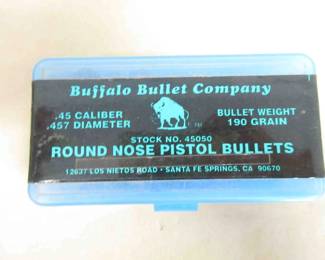 Buffalo Bullet Company
.45 CALIBER
.457 DIAMETER
BULLET WEIGHT
190 GRAIN
TM
STOCK NO. 45050
ROUND NOSE PISTOL BULLETS
12637 LOS NIETOS ROAD • SANTA FE SPRINGS, CA 90670